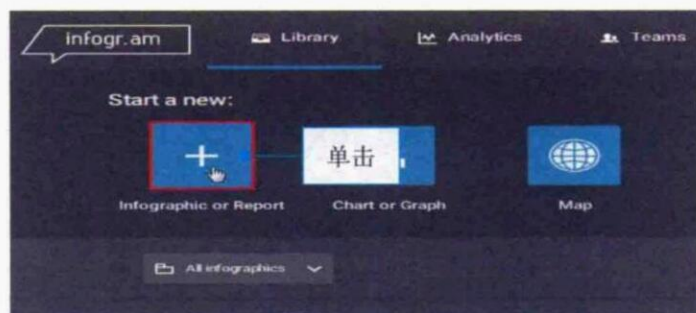 infogr.am Library Analytics Teams
Start a new:
单击
Infographic or Report Chart or Graph Map
All infographics